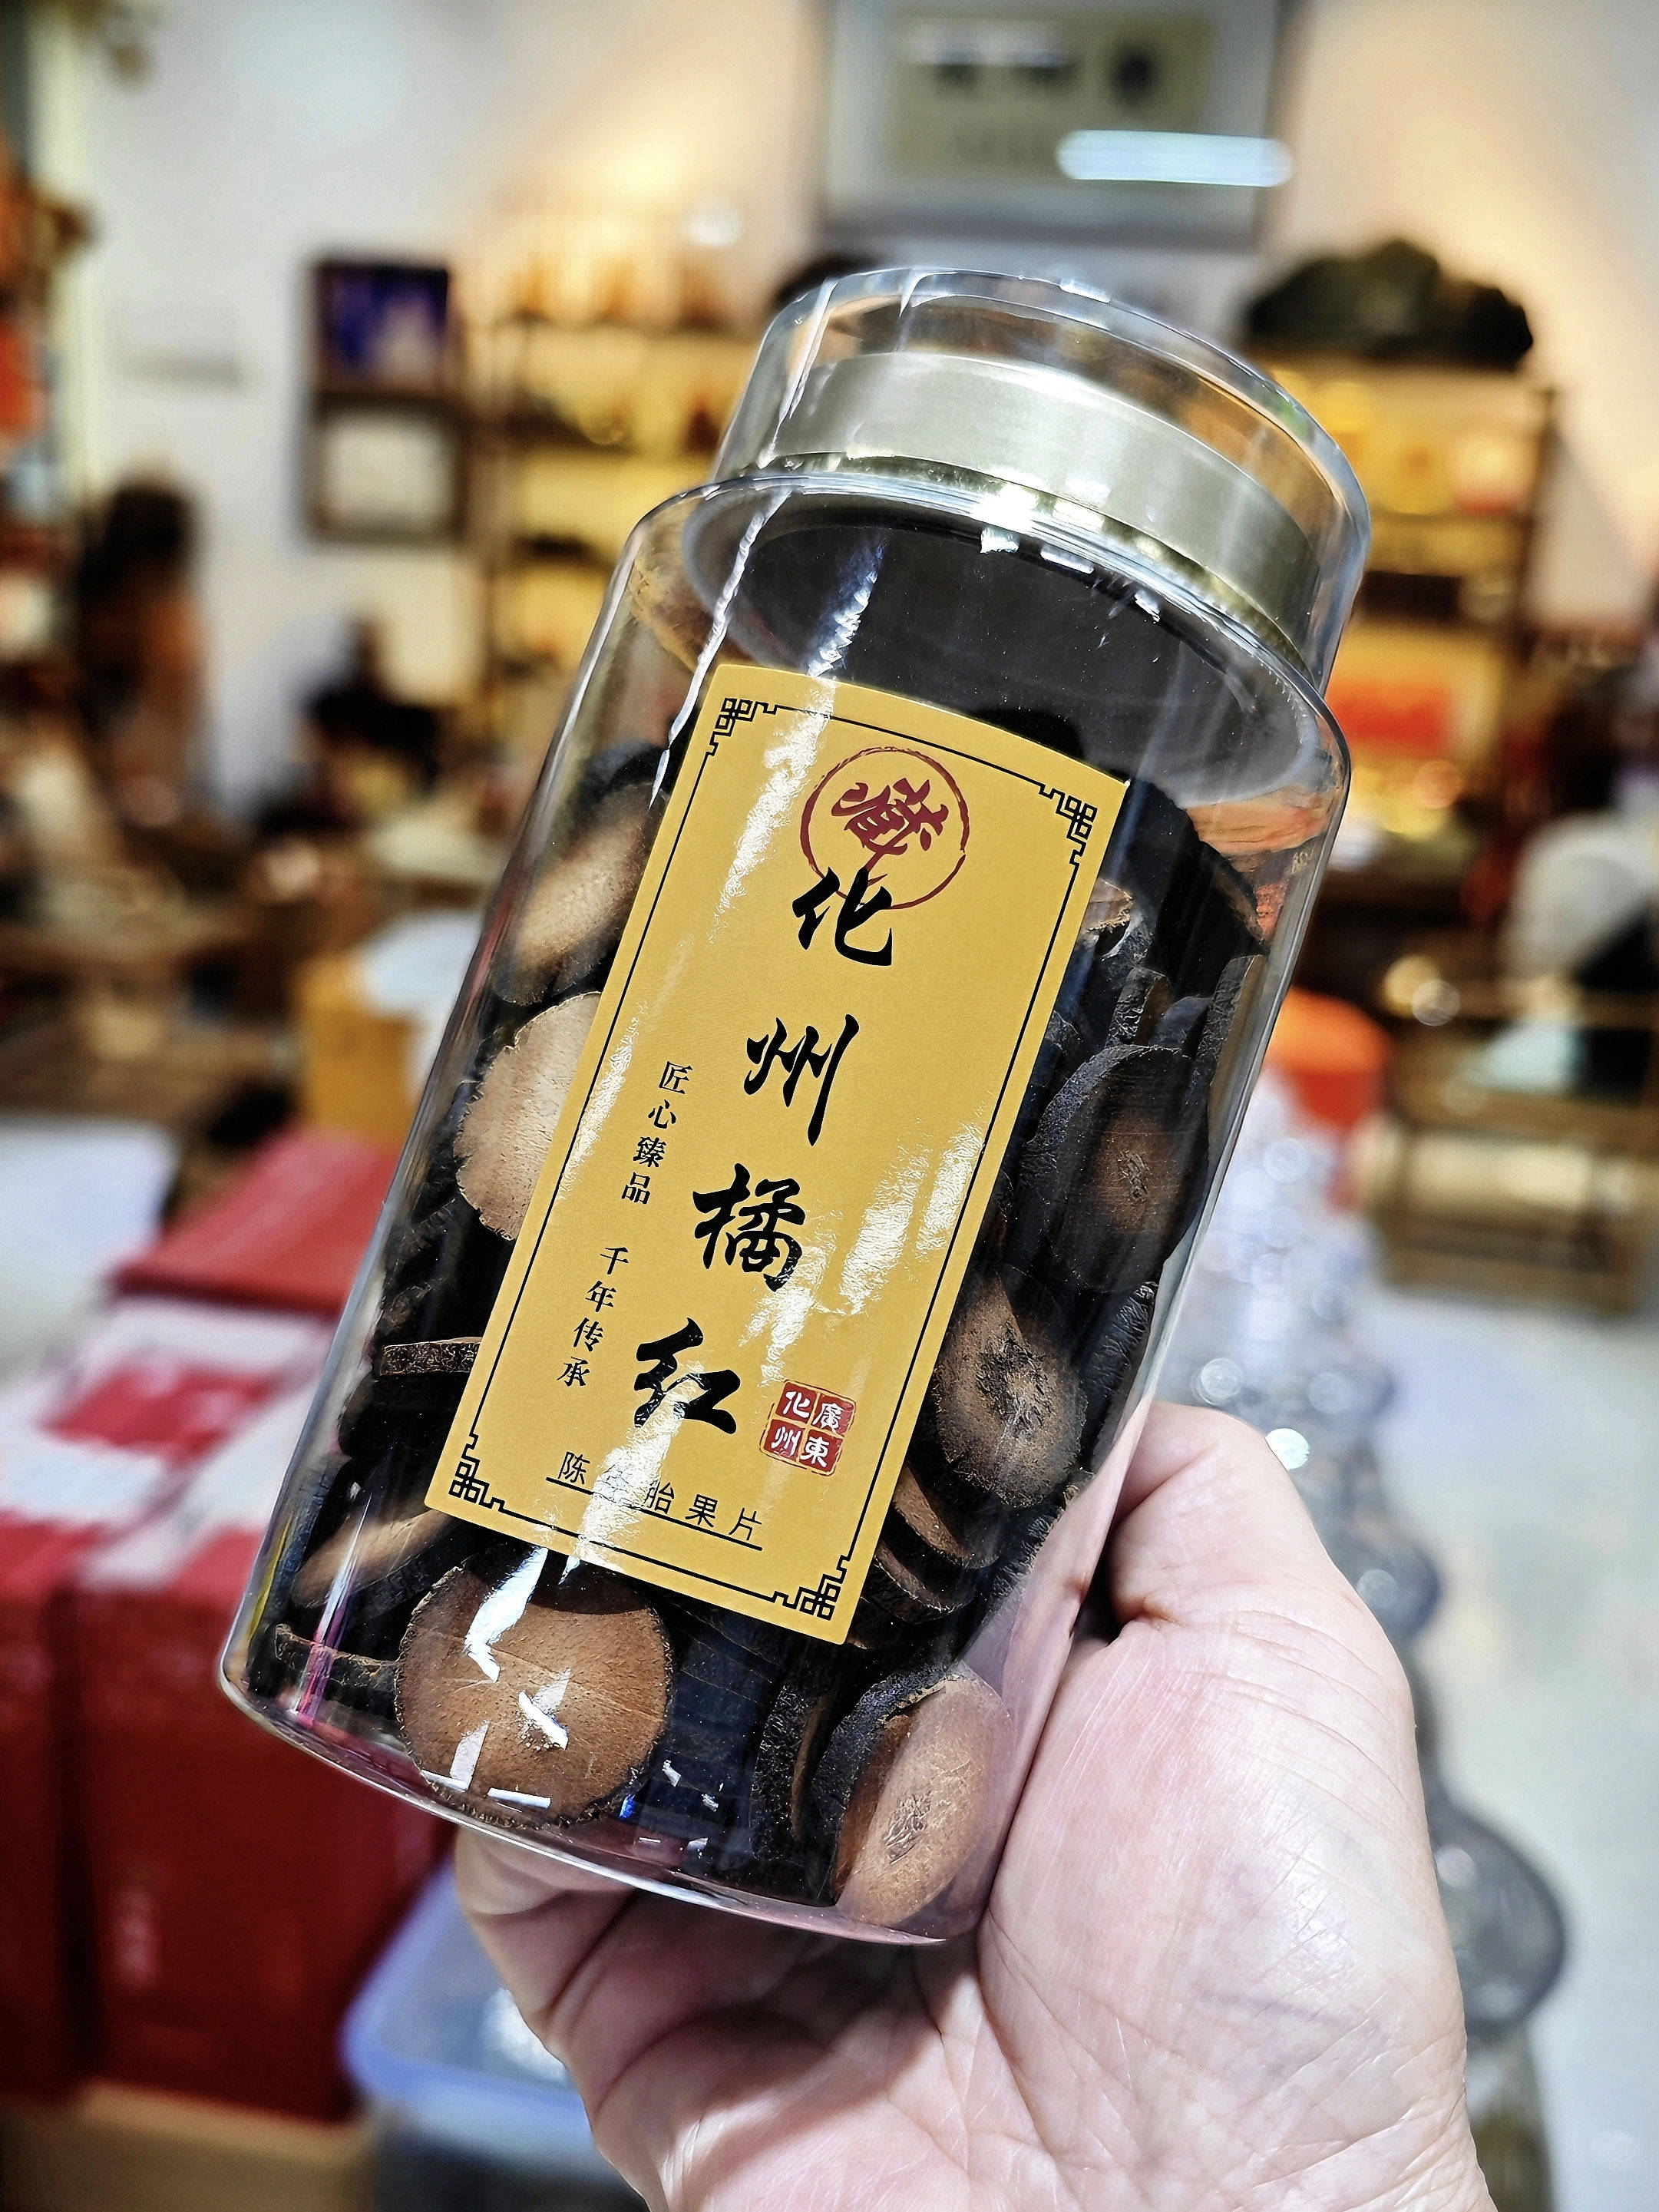 藏
化州橘红
匠心臻品 千年传承
廣東
化州
陈年胎果片